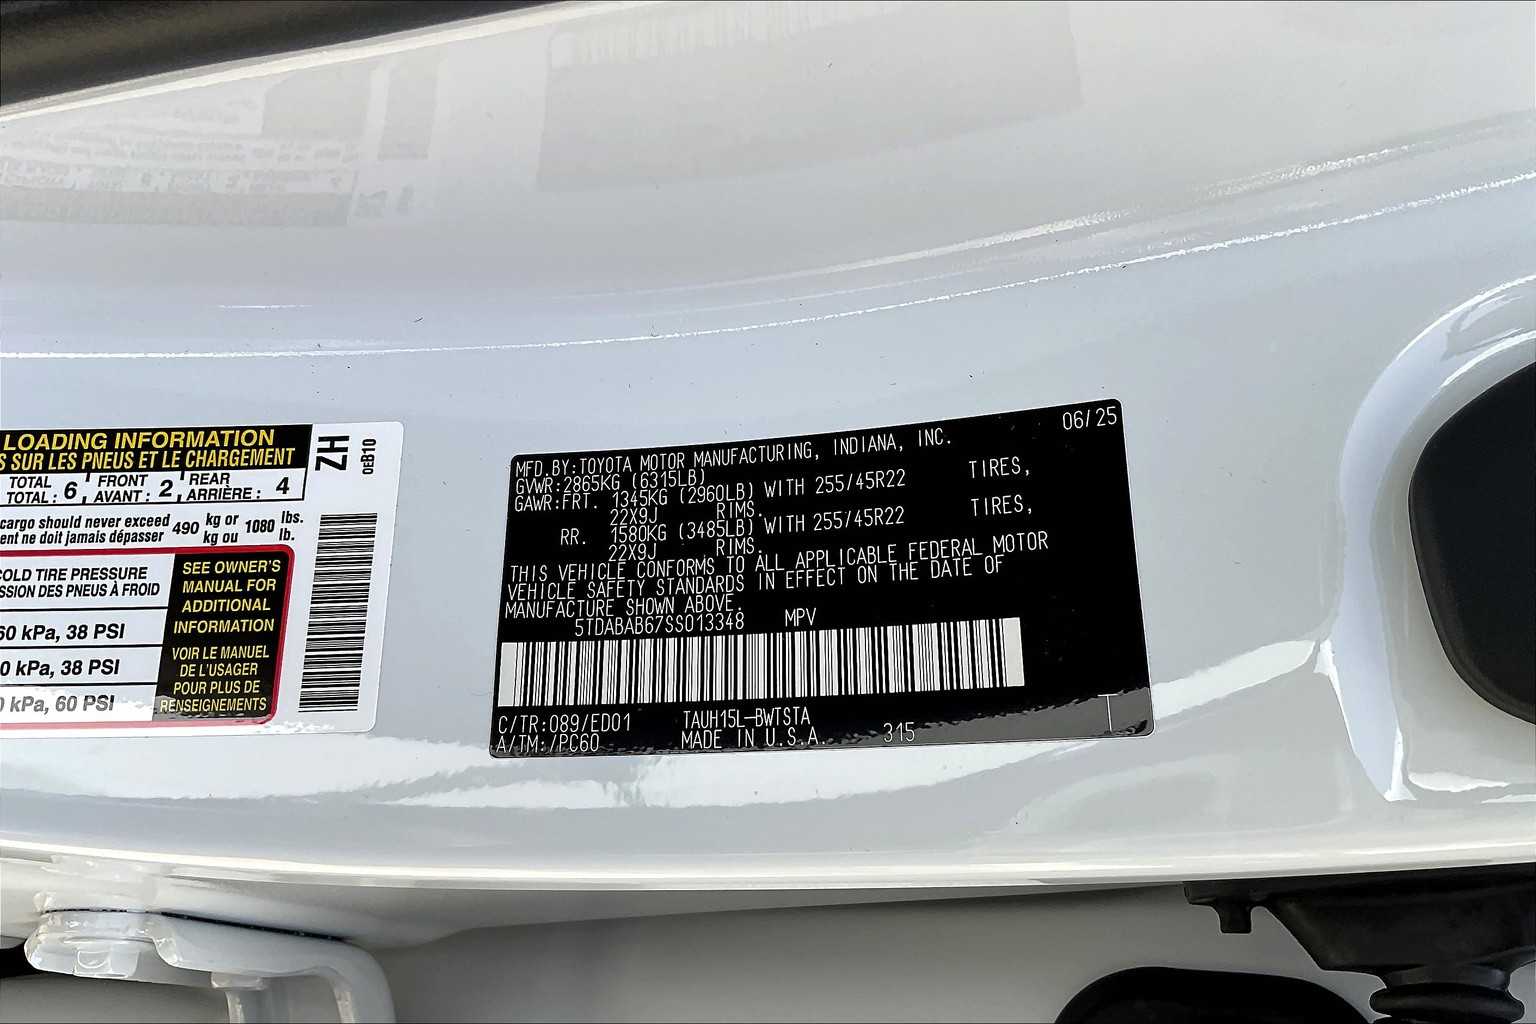 LOADING INFORMATION
S SUR LES PNEUS ET LE CHARGEMENT
TOTAL FRONT REAR
TOTAL : 6 AVANT : 2 ARRIÈRE : 4
cargo should never exceed 490 kg or 1080 lbs.
ent ne doit jamais dépasser kg ou lb.
COLD TIRE PRESSURE
SSION DES PNEUS À FROID
60 kPa, 38 PSI
0 kPa, 38 PSI
0 kPa, 60 PSI
SEE OWNER'S
MANUAL FOR
ADDITIONAL
INFORMATION
VOIR LE MANUEL
DE L'USAGER
POUR PLUS DE
RENSEIGNEMENTS
ZH
0EB10
06/25
MFD.BY:TOYOTA MOTOR MANUFACTURING, INDIANA, INC.
GVWR:2865KG (6315LB)
GAWR:FRT. 1345KG (2960LB) WITH 255/45R22 TIRES,
22X9J RIMS.
RR. 1580KG (3485LB) WITH 255/45R22 TIRES,
22X9J RIMS.
THIS VEHICLE CONFORMS TO ALL APPLICABLE FEDERAL MOTOR
VEHICLE SAFETY STANDARDS IN EFFECT ON THE DATE OF
MANUFACTURE SHOWN ABOVE.
5TDABAB67SS013348 MPV
C/TR:089/ED01 TAUH15L-BWTSTA
A/TM: /PC60 MADE IN U.S.A. 315